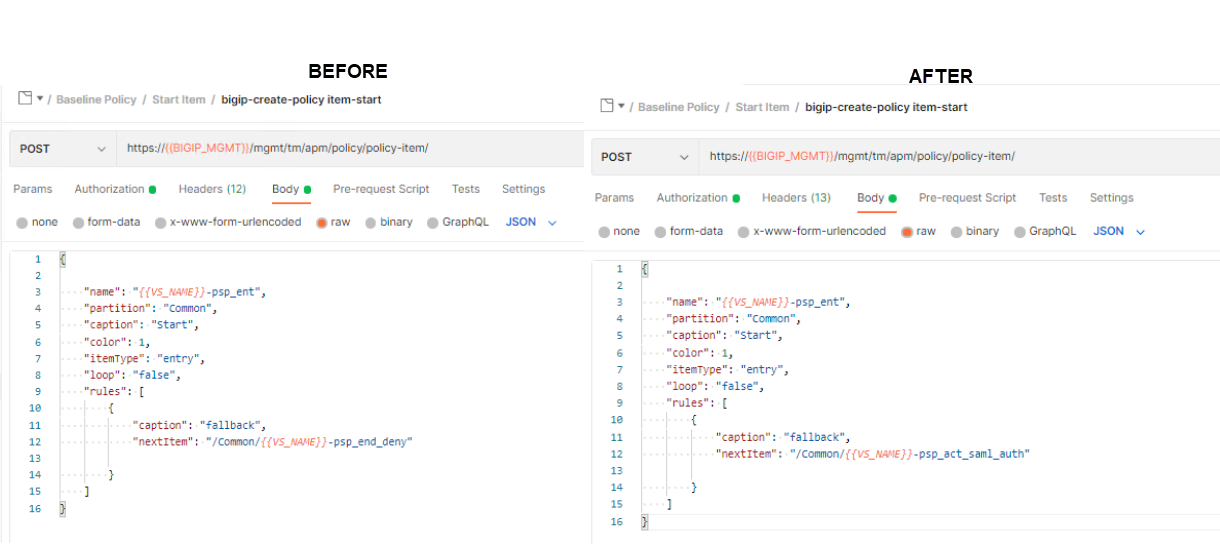 BEFORE
/ Baseline Policy / Start Item / bigip-create-policy item-start
POST https://{{BIGIP_MGMT}}/mgmt/tm/apm/policy/policy-item/
Params Authorization Headers (12) Body Pre-request Script Tests Settings
none form-data x-www-form-urlencoded raw binary GraphQL JSON
1 {
2
3 "name": "{{VS_NAME}}-psp_ent",
4 "partition": "Common",
5 "caption": "Start",
6 "color": 1,
7 "itemType": "entry",
8 "loop": "false",
9 "rules": [
10 {
11 "caption": "fallback",
12 "nextItem": "/Common/{{VS_NAME}}-psp_end_deny"
13
14 }
15 ]
16 }
AFTER
/ Baseline Policy / Start Item / bigip-create-policy item-start
POST https://{{BIGIP_MGMT}}/mgmt/tm/apm/policy/policy-item/
Params Authorization Headers (13) Body Pre-request Script Tests Settings
none form-data x-www-form-urlencoded raw binary GraphQL JSON
1 {
2
3 "name": "{{VS_NAME}}-psp_ent",
4 "partition": "Common",
5 "caption": "Start",
6 "color": 1,
7 "itemType": "entry",
8 "loop": "false",
9 "rules": [
10 {
11 "caption": "fallback",
12 "nextItem": "/Common/{{VS_NAME}}-psp_act_saml_auth"
13
14 }
15 ]
16 }